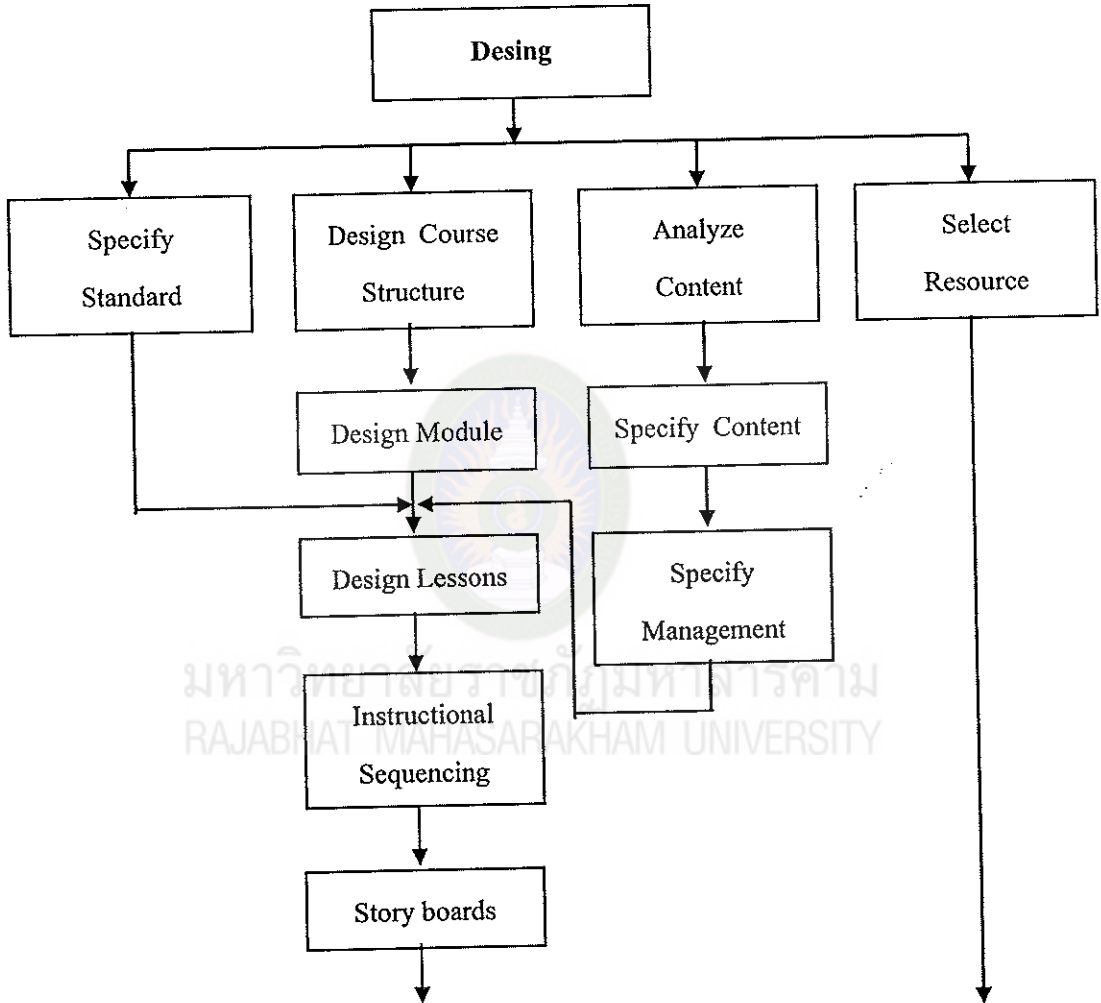 Desing
Specify
Standard
Design Course
Structure
Analyze
Content
Select
Resource
Design Module
Specify Content
Design Lessons
Specify
Management
Instructional
Sequencing
Story boards
มหาวิทยาลัยราชภัฏมหาสารคาม
RAJABHAT MAHASARAKHAM UNIVERSITY